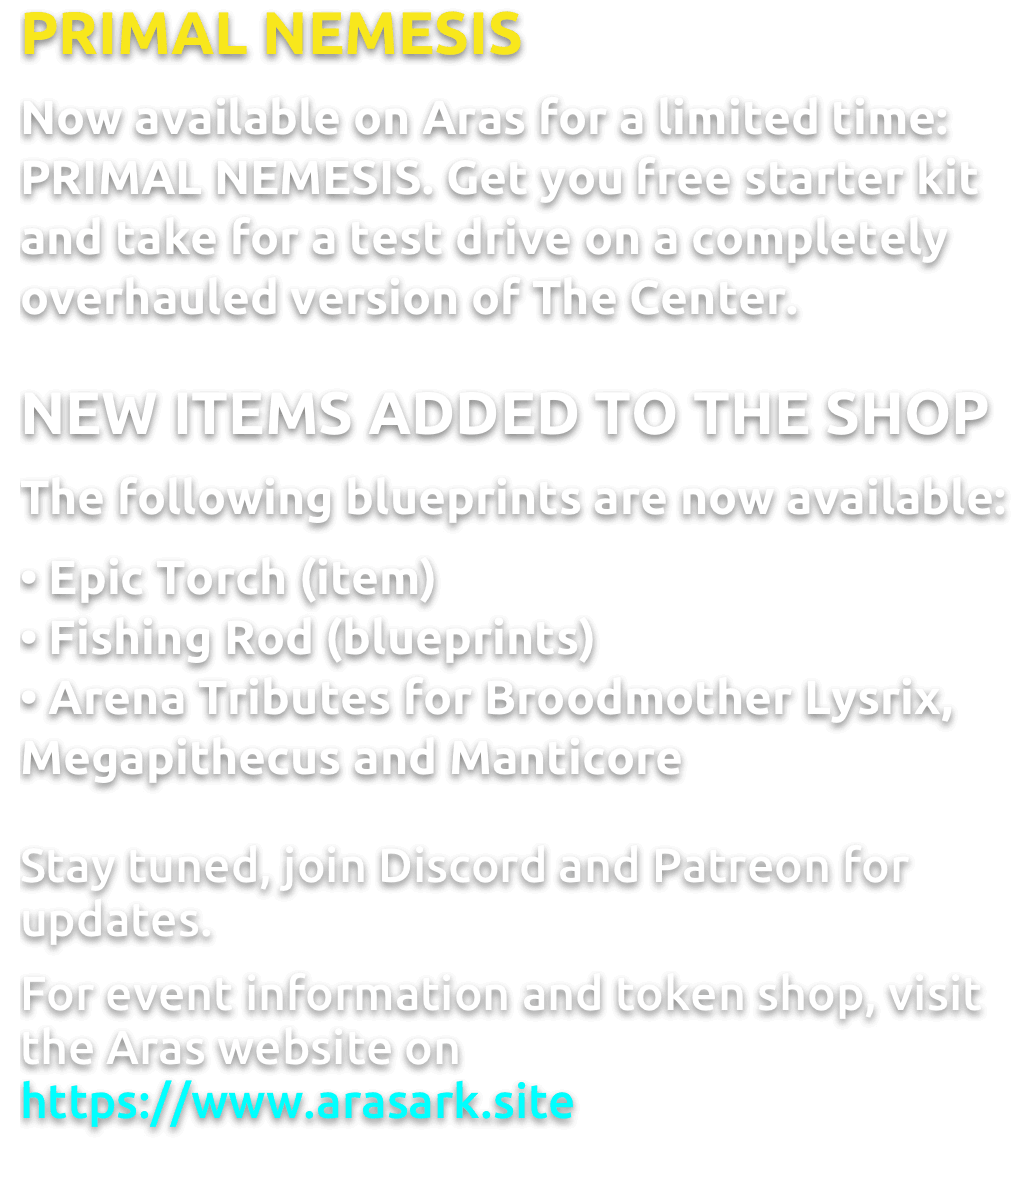 PRIMAL NEMESIS
Now available on Aras for a limited time:
PRIMAL NEMESIS. Get you free starter kit
and take for a test drive on a completely
overhauled version of The Center.
NEW ITEMS ADDED TO THE SHOP
The following blueprints are now available:
• Epic Torch (item)
• Fishing Rod (blueprints)
• Arena Tributes for Broodmother Lysrix,
Megapithecus and Manticore
Stay tuned, join Discord and Patreon for
updates.
For event information and token shop, visit
the Aras website on
https://www.arasark.site